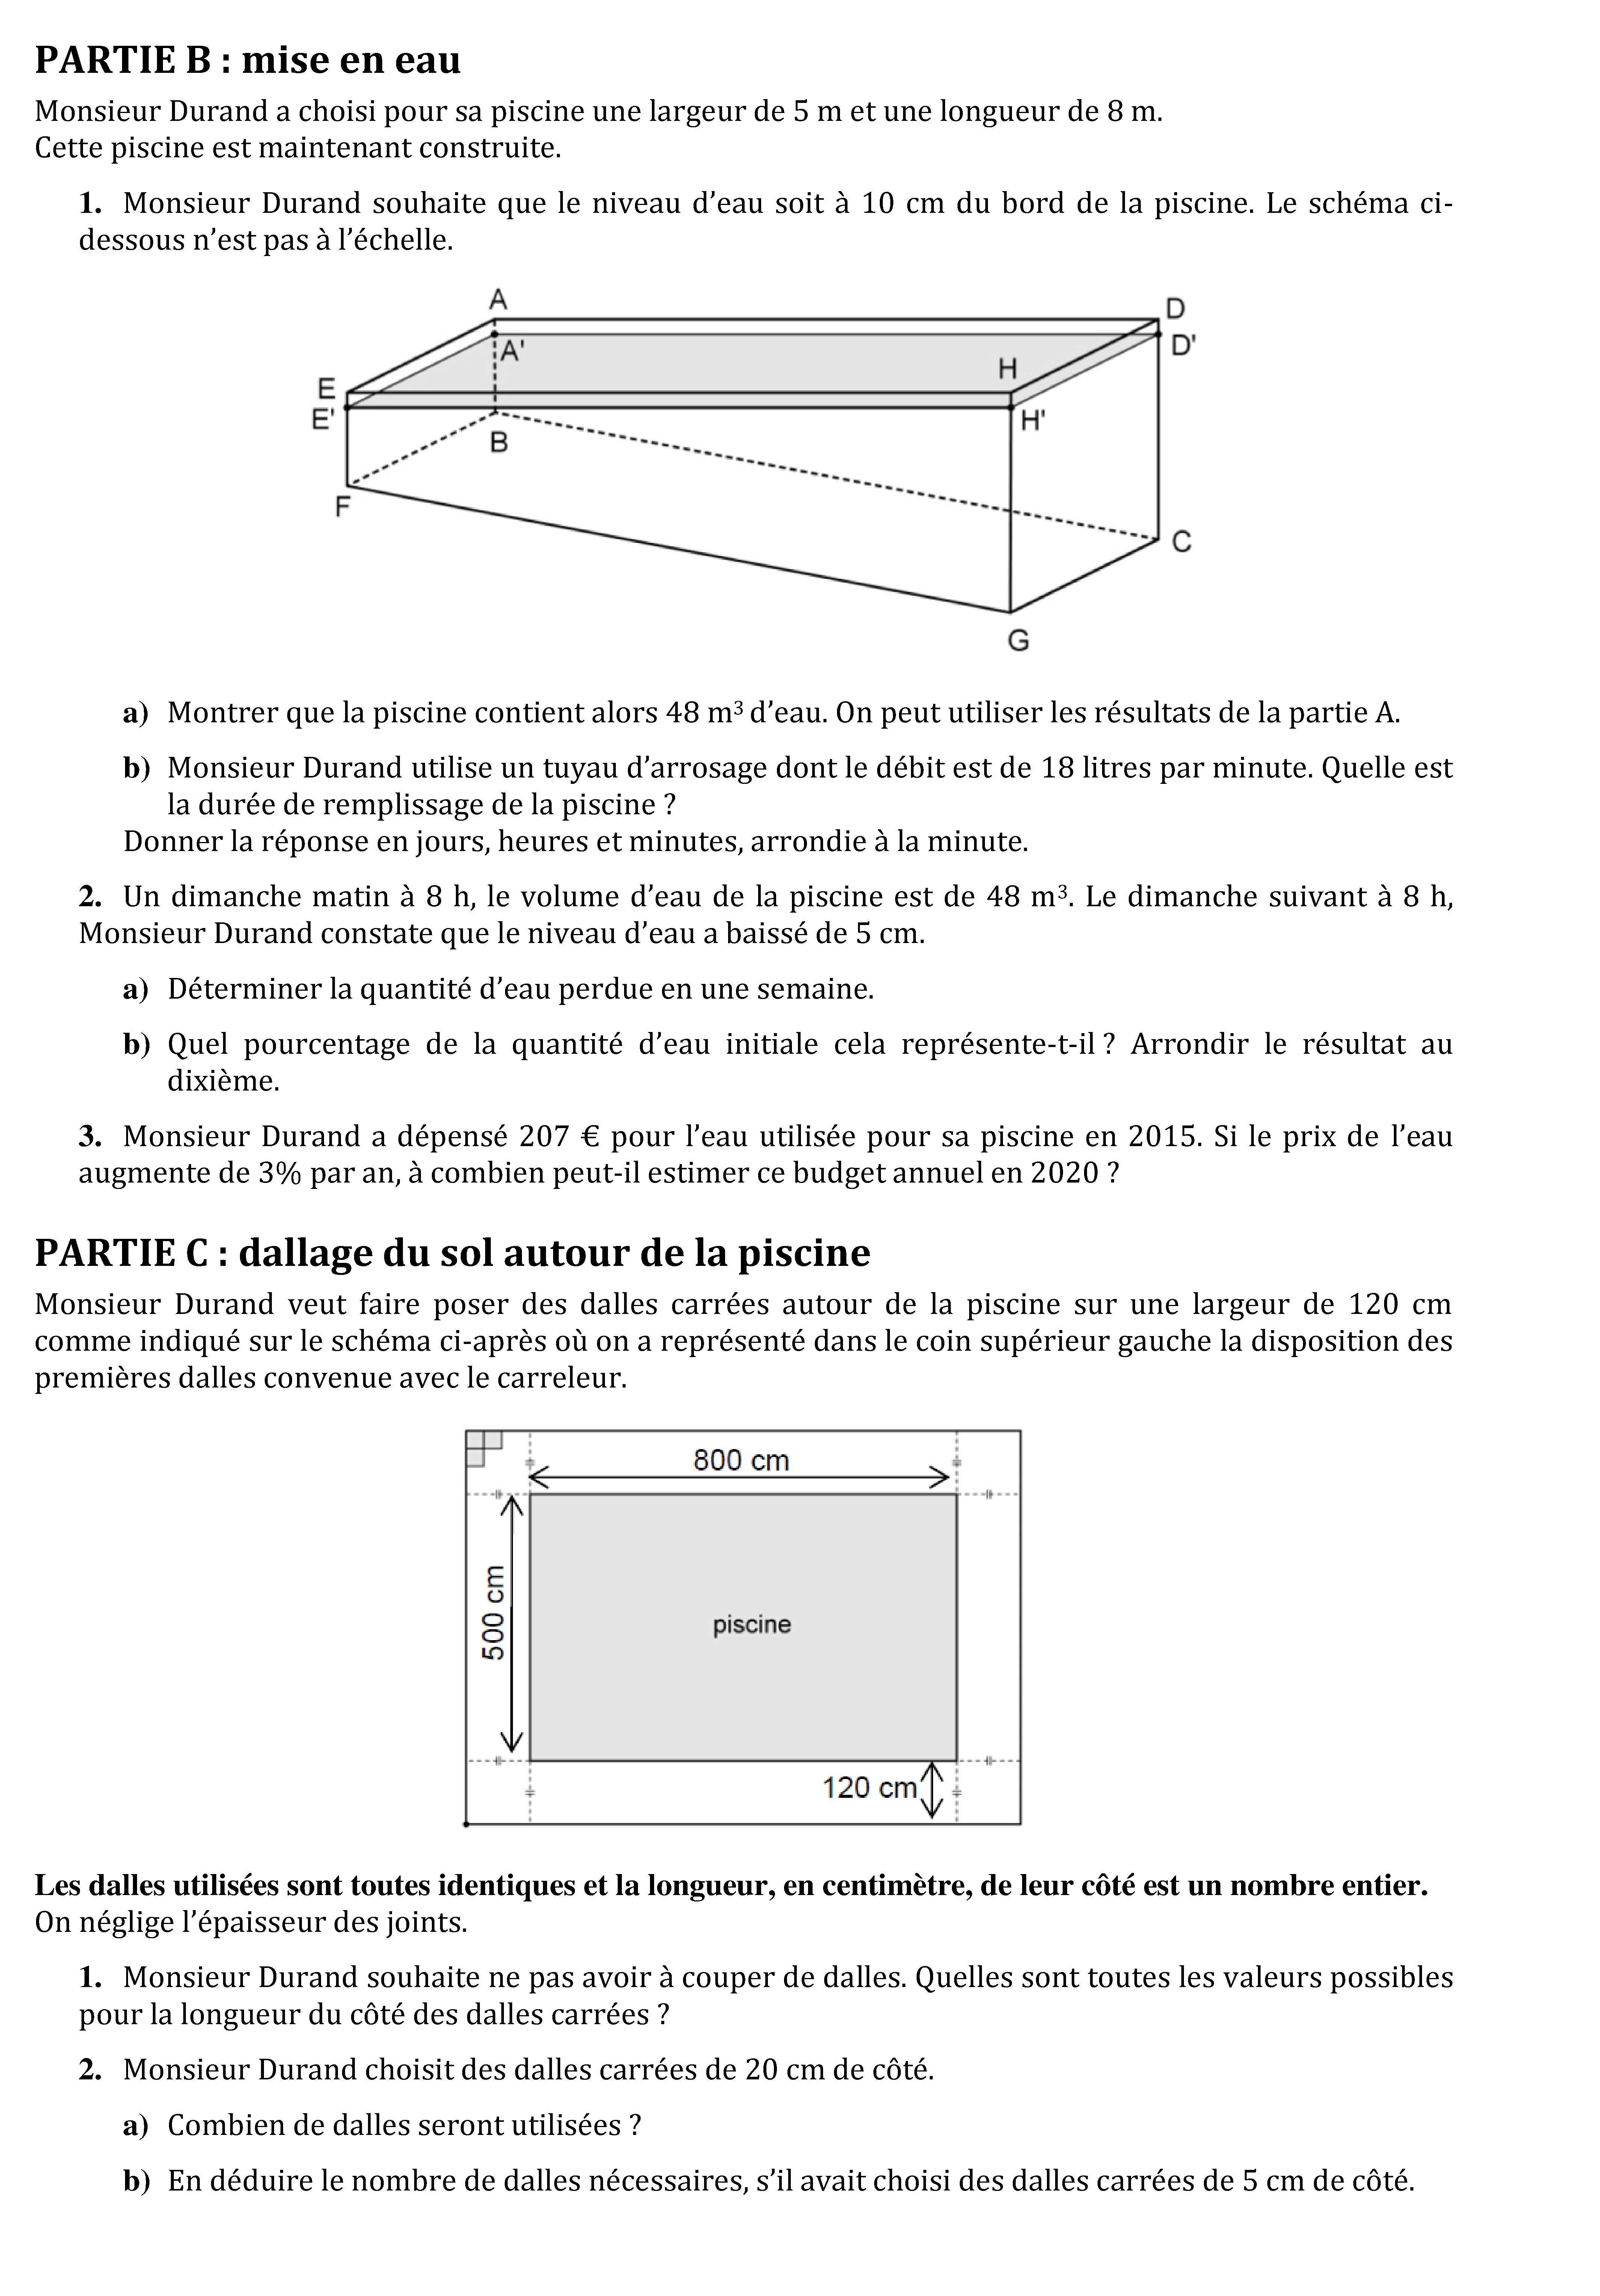 PARTIE B : mise en eau
Monsieur Durand a choisi pour sa piscine une largeur de 5 m et une longueur de 8 m.
Cette piscine est maintenant construite.
1. Monsieur Durand souhaite que le niveau d’eau soit à 10 cm du bord de la piscine. Le schéma ci-
dessous n’est pas à l’échelle.
A
D
A'
D'
H
E
E'
H'
B
F
C
G
a) Montrer que la piscine contient alors 48 m³ d’eau. On peut utiliser les résultats de la partie A.
b) Monsieur Durand utilise un tuyau d’arrosage dont le débit est de 18 litres par minute. Quelle est
la durée de remplissage de la piscine ?
Donner la réponse en jours, heures et minutes, arrondie à la minute.
2. Un dimanche matin à 8 h, le volume d’eau de la piscine est de 48 m³. Le dimanche suivant à 8 h,
Monsieur Durand constate que le niveau d’eau a baissé de 5 cm.
a) Déterminer la quantité d’eau perdue en une semaine.
b) Quel pourcentage de la quantité d’eau initiale cela représente-t-il ? Arrondir le résultat au
dixième.
3. Monsieur Durand a dépensé 207 € pour l’eau utilisée pour sa piscine en 2015. Si le prix de l’eau
augmente de 3% par an, à combien peut-il estimer ce budget annuel en 2020 ?
PARTIE C : dallage du sol autour de la piscine
Monsieur Durand veut faire poser des dalles carrées autour de la piscine sur une largeur de 120 cm
comme indiqué sur le schéma ci-après où on a représenté dans le coin supérieur gauche la disposition des
premières dalles convenue avec le carreleur.
800 cm
500 cm
piscine
120 cm
Les dalles utilisées sont toutes identiques et la longueur, en centimètre, de leur côté est un nombre entier.
On néglige l’épaisseur des joints.
1. Monsieur Durand souhaite ne pas avoir à couper de dalles. Quelles sont toutes les valeurs possibles
pour la longueur du côté des dalles carrées ?
2. Monsieur Durand choisit des dalles carrées de 20 cm de côté.
a) Combien de dalles seront utilisées ?
b) En déduire le nombre de dalles nécessaires, s’il avait choisi des dalles carrées de 5 cm de côté.